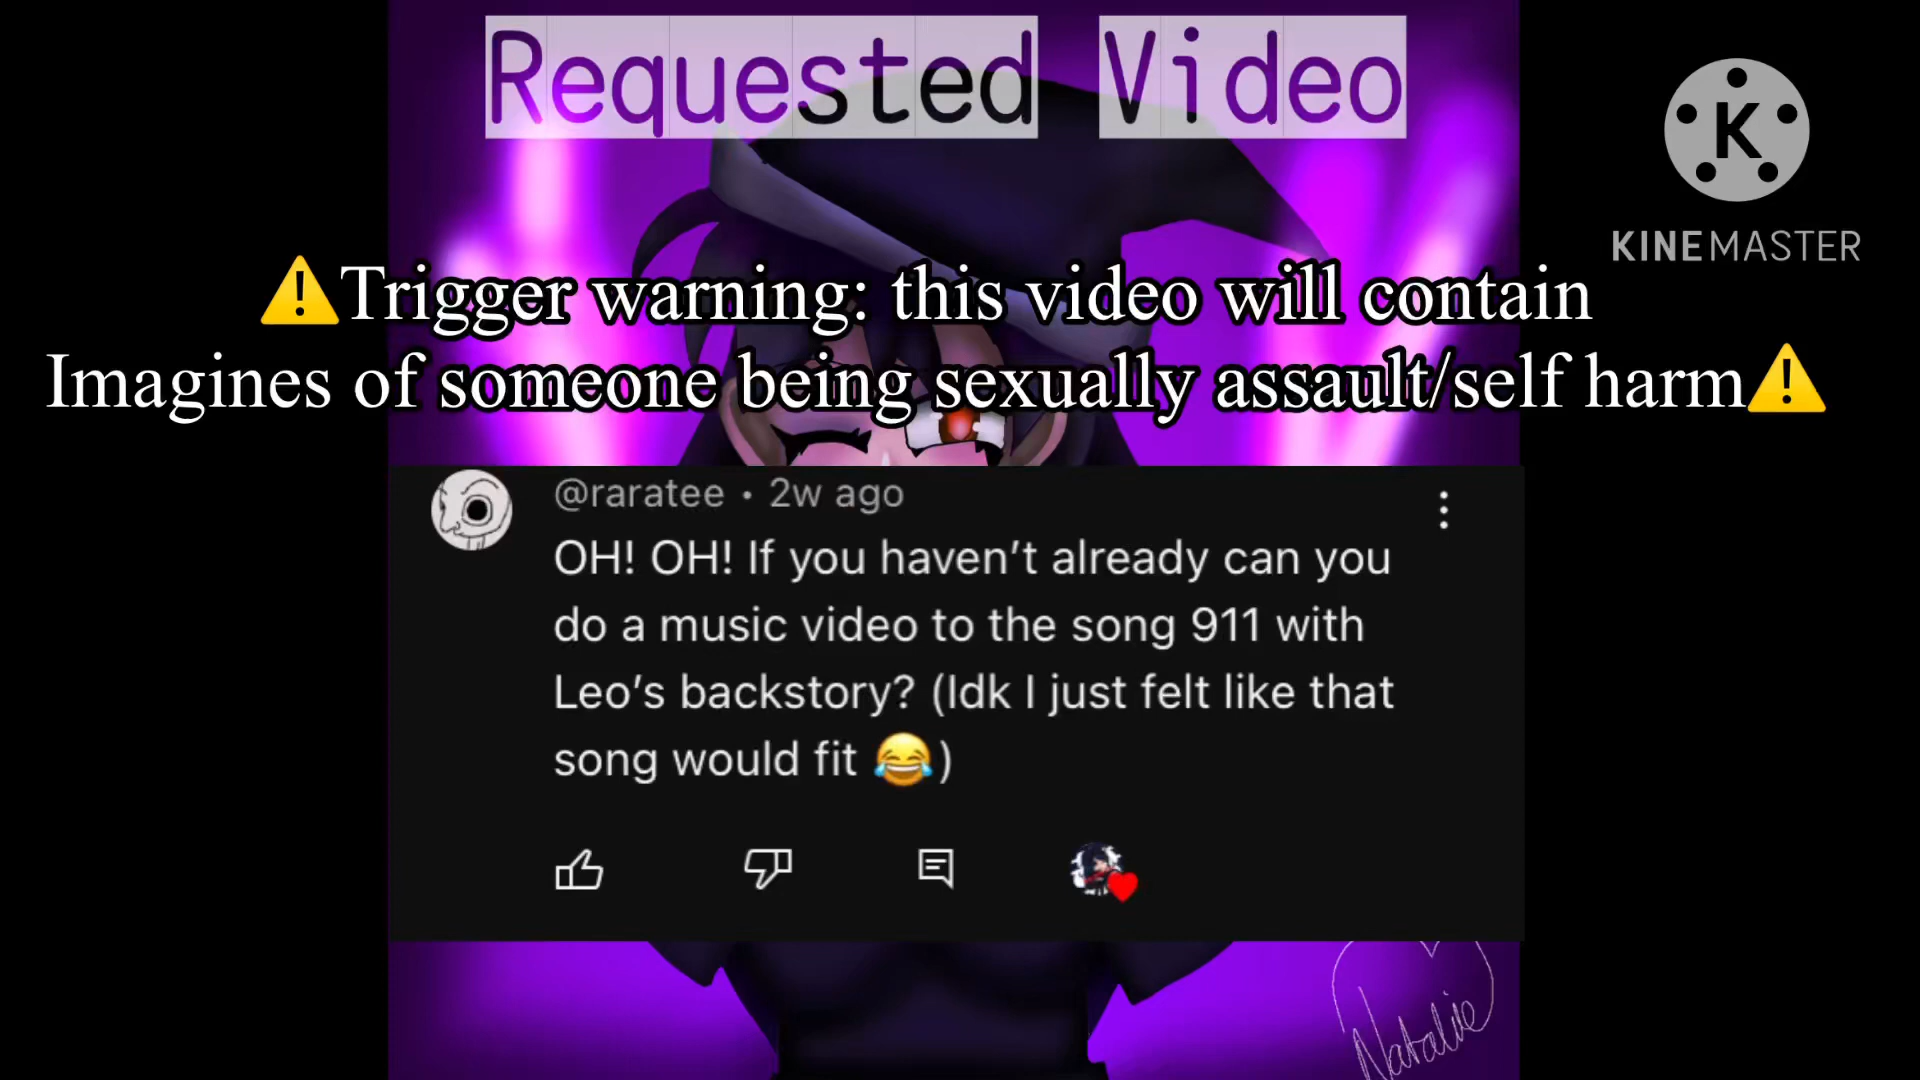 Requested Video
K
KINEMASTER
⚠️Trigger warning: this video will contain
Imagines of someone being sexually assault/self harm⚠️
@raratee • 2w ago
OH! OH! If you haven’t already can you
do a music video to the song 911 with
Leo’s backstory? (Idk I just felt like that
song would fit 😂)
Natalie